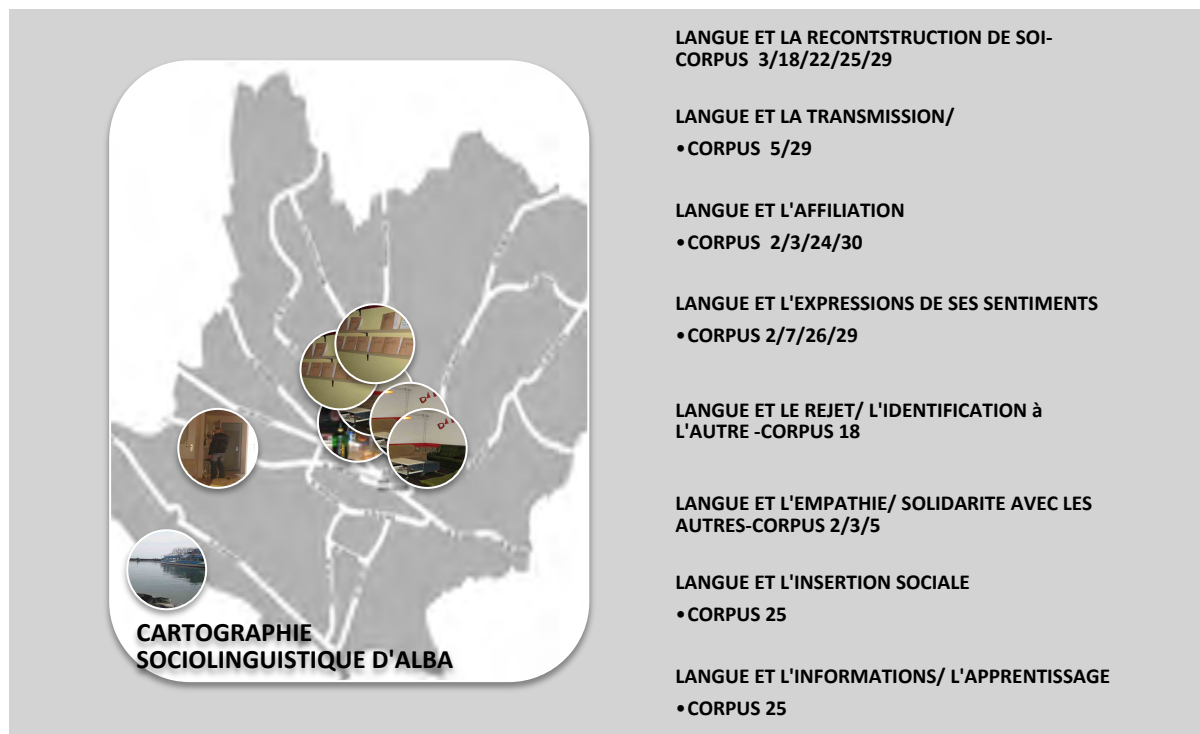 LANGUE ET LA RECONTSTRUCTION DE SOI-
CORPUS 3/18/22/25/29
LANGUE ET LA TRANSMISSION/
•CORPUS 5/29
LANGUE ET L'AFFILIATION
•CORPUS 2/3/24/30
LANGUE ET L'EXPRESSIONS DE SES SENTIMENTS
•CORPUS 2/7/26/29
LANGUE ET LE REJET/ L'IDENTIFICATION à
L'AUTRE -CORPUS 18
LANGUE ET L'EMPATHIE/ SOLIDARITE AVEC LES
AUTRES-CORPUS 2/3/5
LANGUE ET L'INSERTION SOCIALE
•CORPUS 25
LANGUE ET L'INFORMATIONS/ L'APPRENTISSAGE
•CORPUS 25
CARTOGRAPHIE
SOCIOLINGUISTIQUE D'ALBA